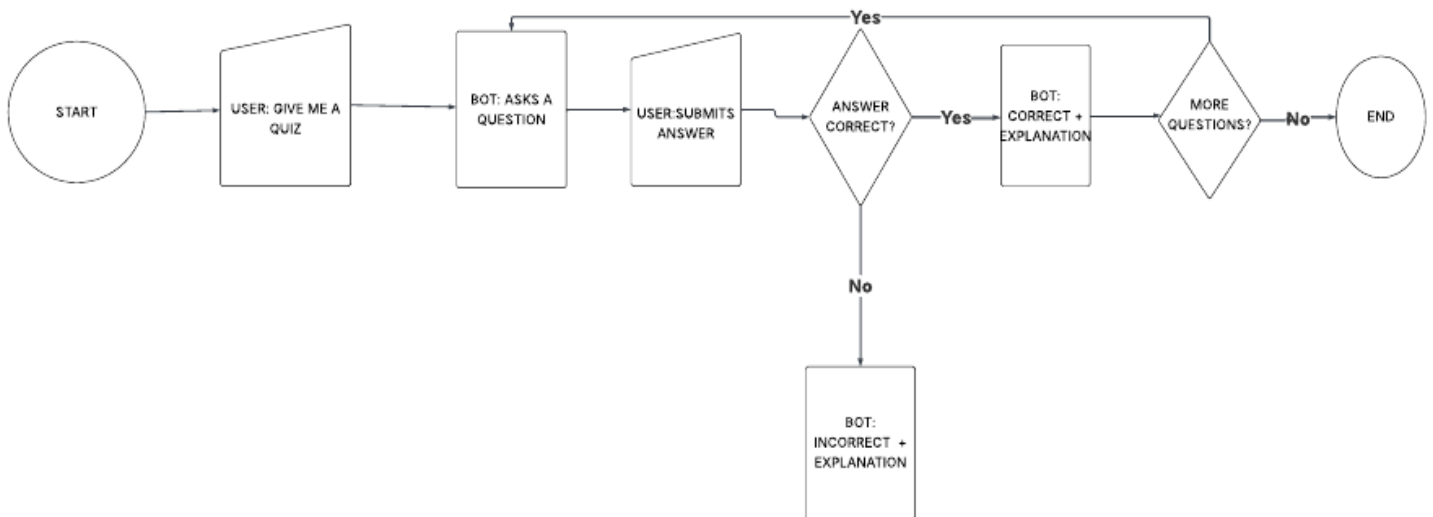 Yes
START
USER: GIVE ME A
QUIZ
BOT: ASKS A
QUESTION
USER:SUBMITS
ANSWER
ANSWER
CORRECT?
Yes
BOT:
CORRECT +
EXPLANATION
MORE
QUESTIONS?
No
END
No
BOT:
INCORRECT +
EXPLANATION